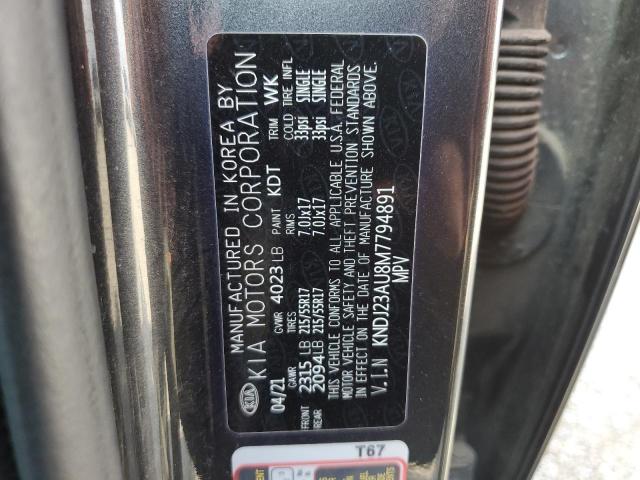 MANUFACTURED IN KOREA BY
KIA KIA MOTORS CORPORATION
04/21 GVWR 4023 LB PAINT KDT TRIM WK
GAWR TIRES RIMS COLD TIRE INFL
FRONT 2315 LB 215/55R17 7.0Jx17 33psi SINGLE
REAR 2094 LB 215/55R17 7.0Jx17 33psi SINGLE
THIS VEHICLE CONFORMS TO ALL APPLICABLE U.S.A. FEDERAL
MOTOR VEHICLE SAFETY AND THEFT PREVENTION STANDARDS
IN EFFECT ON THE DATE OF MANUFACTURE SHOWN ABOVE.
V.I.N KNDJ23AU8M7794891
MPV
T67